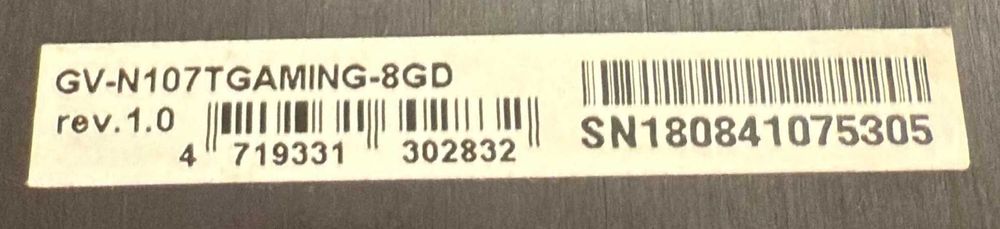 GV-N107TGAMING-8GD
rev.1.0
4 719331 302832
SN180841075305